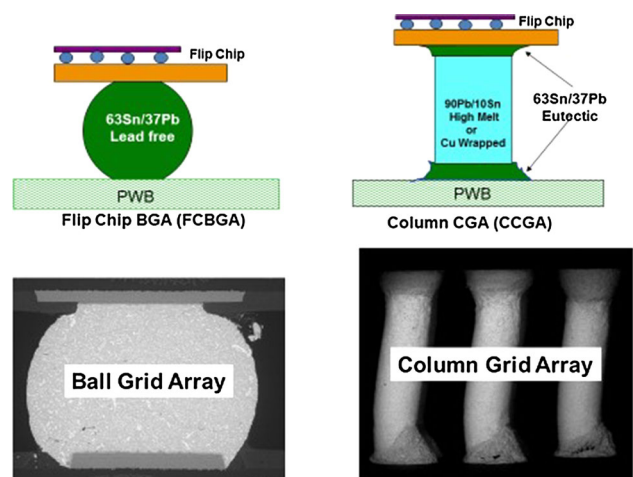 Flip Chip
63Sn/37Pb
Lead free
PWB
Flip Chip BGA (FCBGA)
Flip Chip
90Pb/10Sn
High Melt
or
Cu Wrapped
63Sn/37Pb
Eutectic
PWB
Column CGA (CCGA)
Ball Grid Array
Column Grid Array